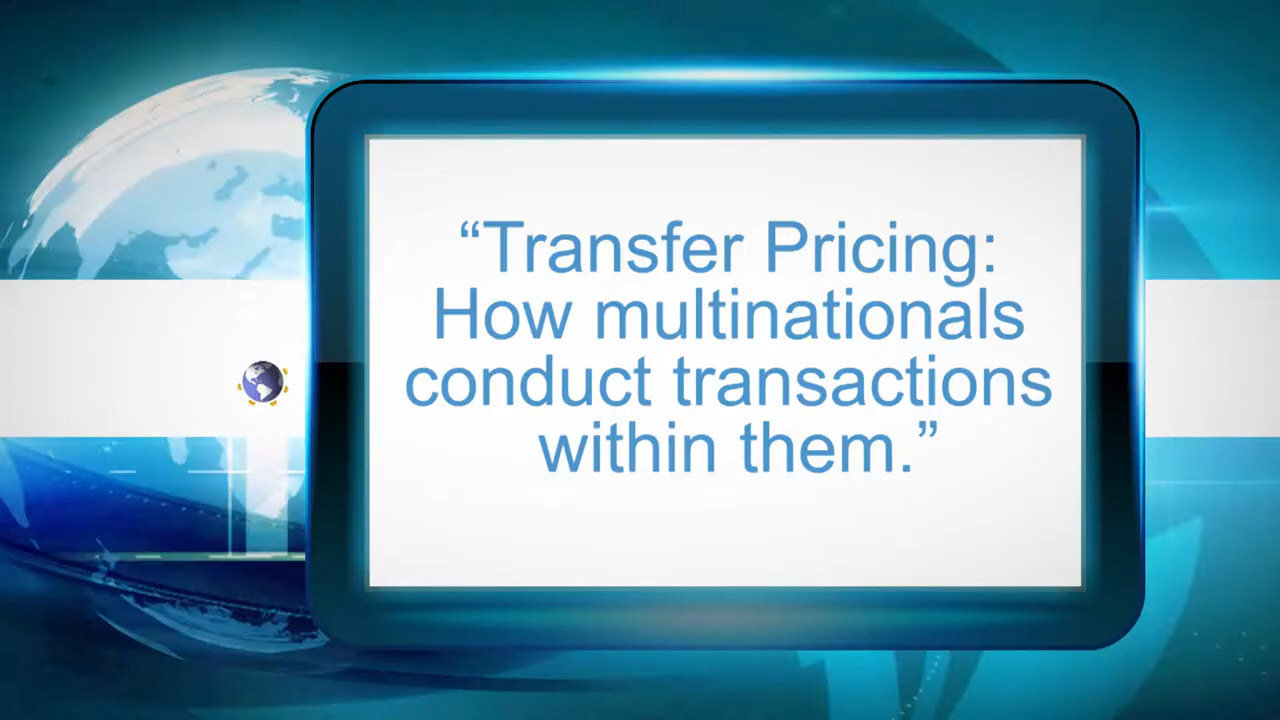 “Transfer Pricing:
How multinationals
conduct transactions
within them.”